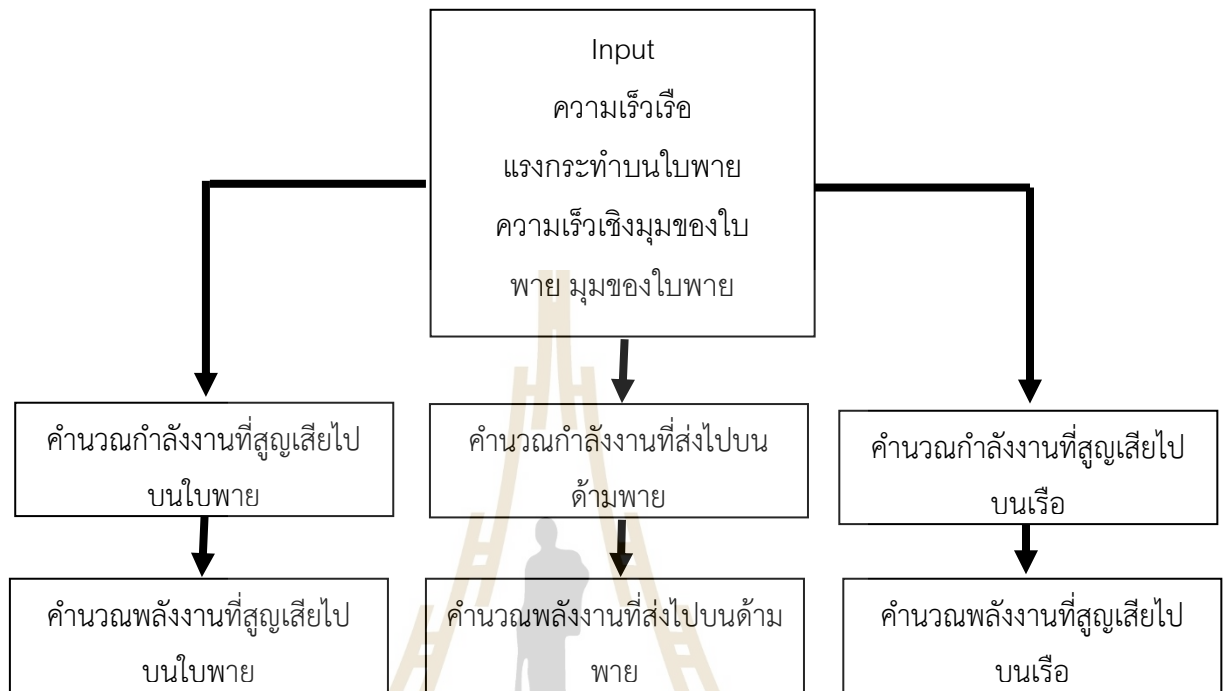 Input
ความเร็วเรือ
แรงกระทำบนใบพาย
ความเร็วเชิงมุมของใบ
พาย มุมของใบพาย
คำนวณกำลังงานที่สูญเสียไป
บนใบพาย
คำนวณกำลังงานที่ส่งไปบน
ด้ามพาย
คำนวณกำลังงานที่สูญเสียไป
บนเรือ
คำนวณพลังงานที่สูญเสียไป
บนใบพาย
คำนวณพลังงานที่ส่งไปบนด้าม
พาย
คำนวณพลังงานที่สูญเสียไป
บนเรือ